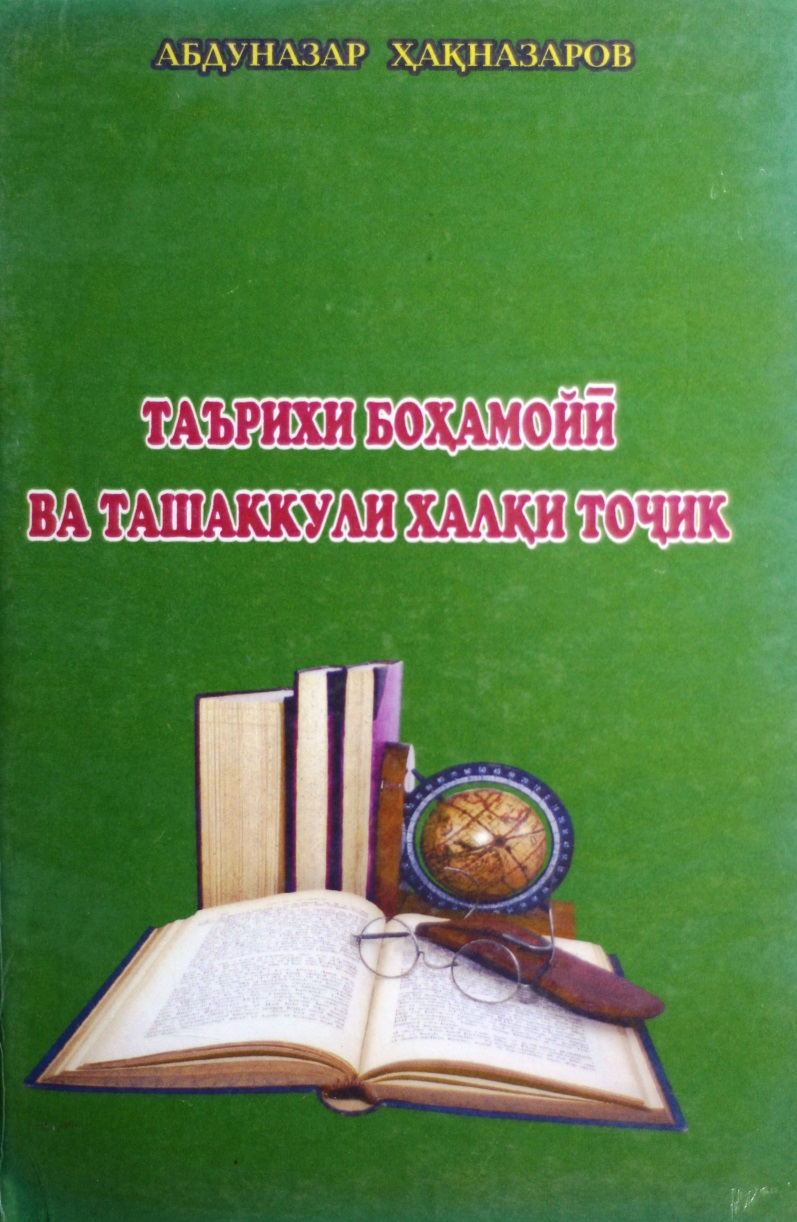 АБДУНАЗАР ҲАҚНАЗАРОВ
ТАЪРИХИ БОҲАМОЙӢ
ВА ТАШАККУЛИ ХАЛҚИ ТОҶИК